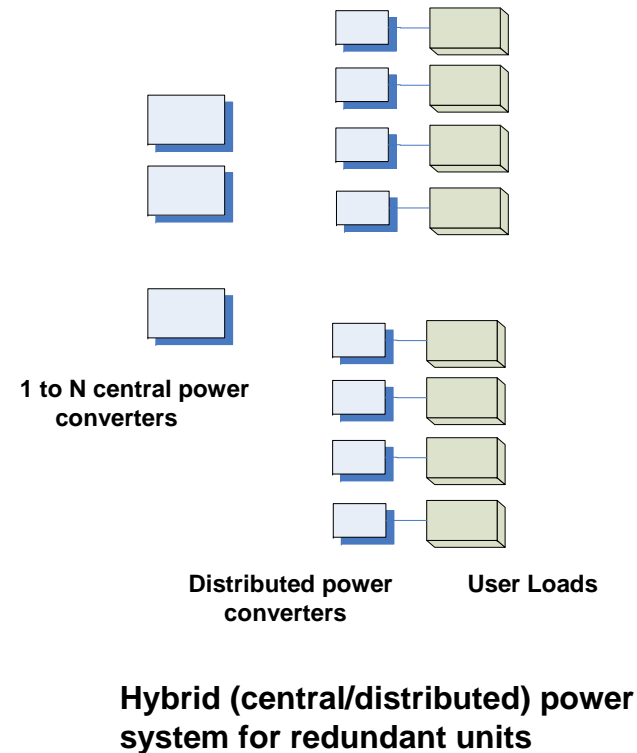 1 to N central power
converters
Distributed power
converters
User Loads
Hybrid (central/distributed) power
system for redundant units